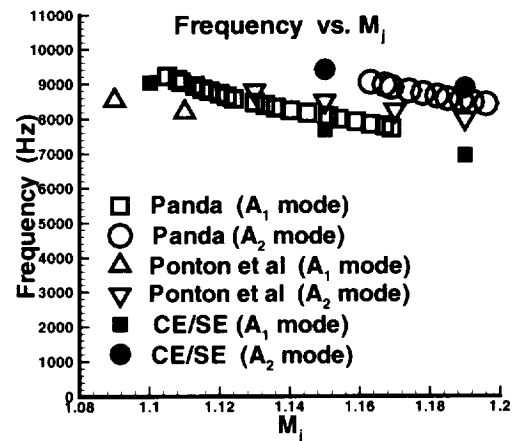 Frequency vs. Mj
11000
10000
9000
8000
7000
6000
5000
4000
3000
2000
1000
0
Frequency (Hz)
Panda (A1 mode)
Panda (A2 mode)
Ponton et al (A1 mode)
Ponton et al (A2 mode)
CE/SE (A1 mode)
CE/SE (A2 mode)
1.08 1.1 1.12 1.14 1.16 1.18 1.2
Mj